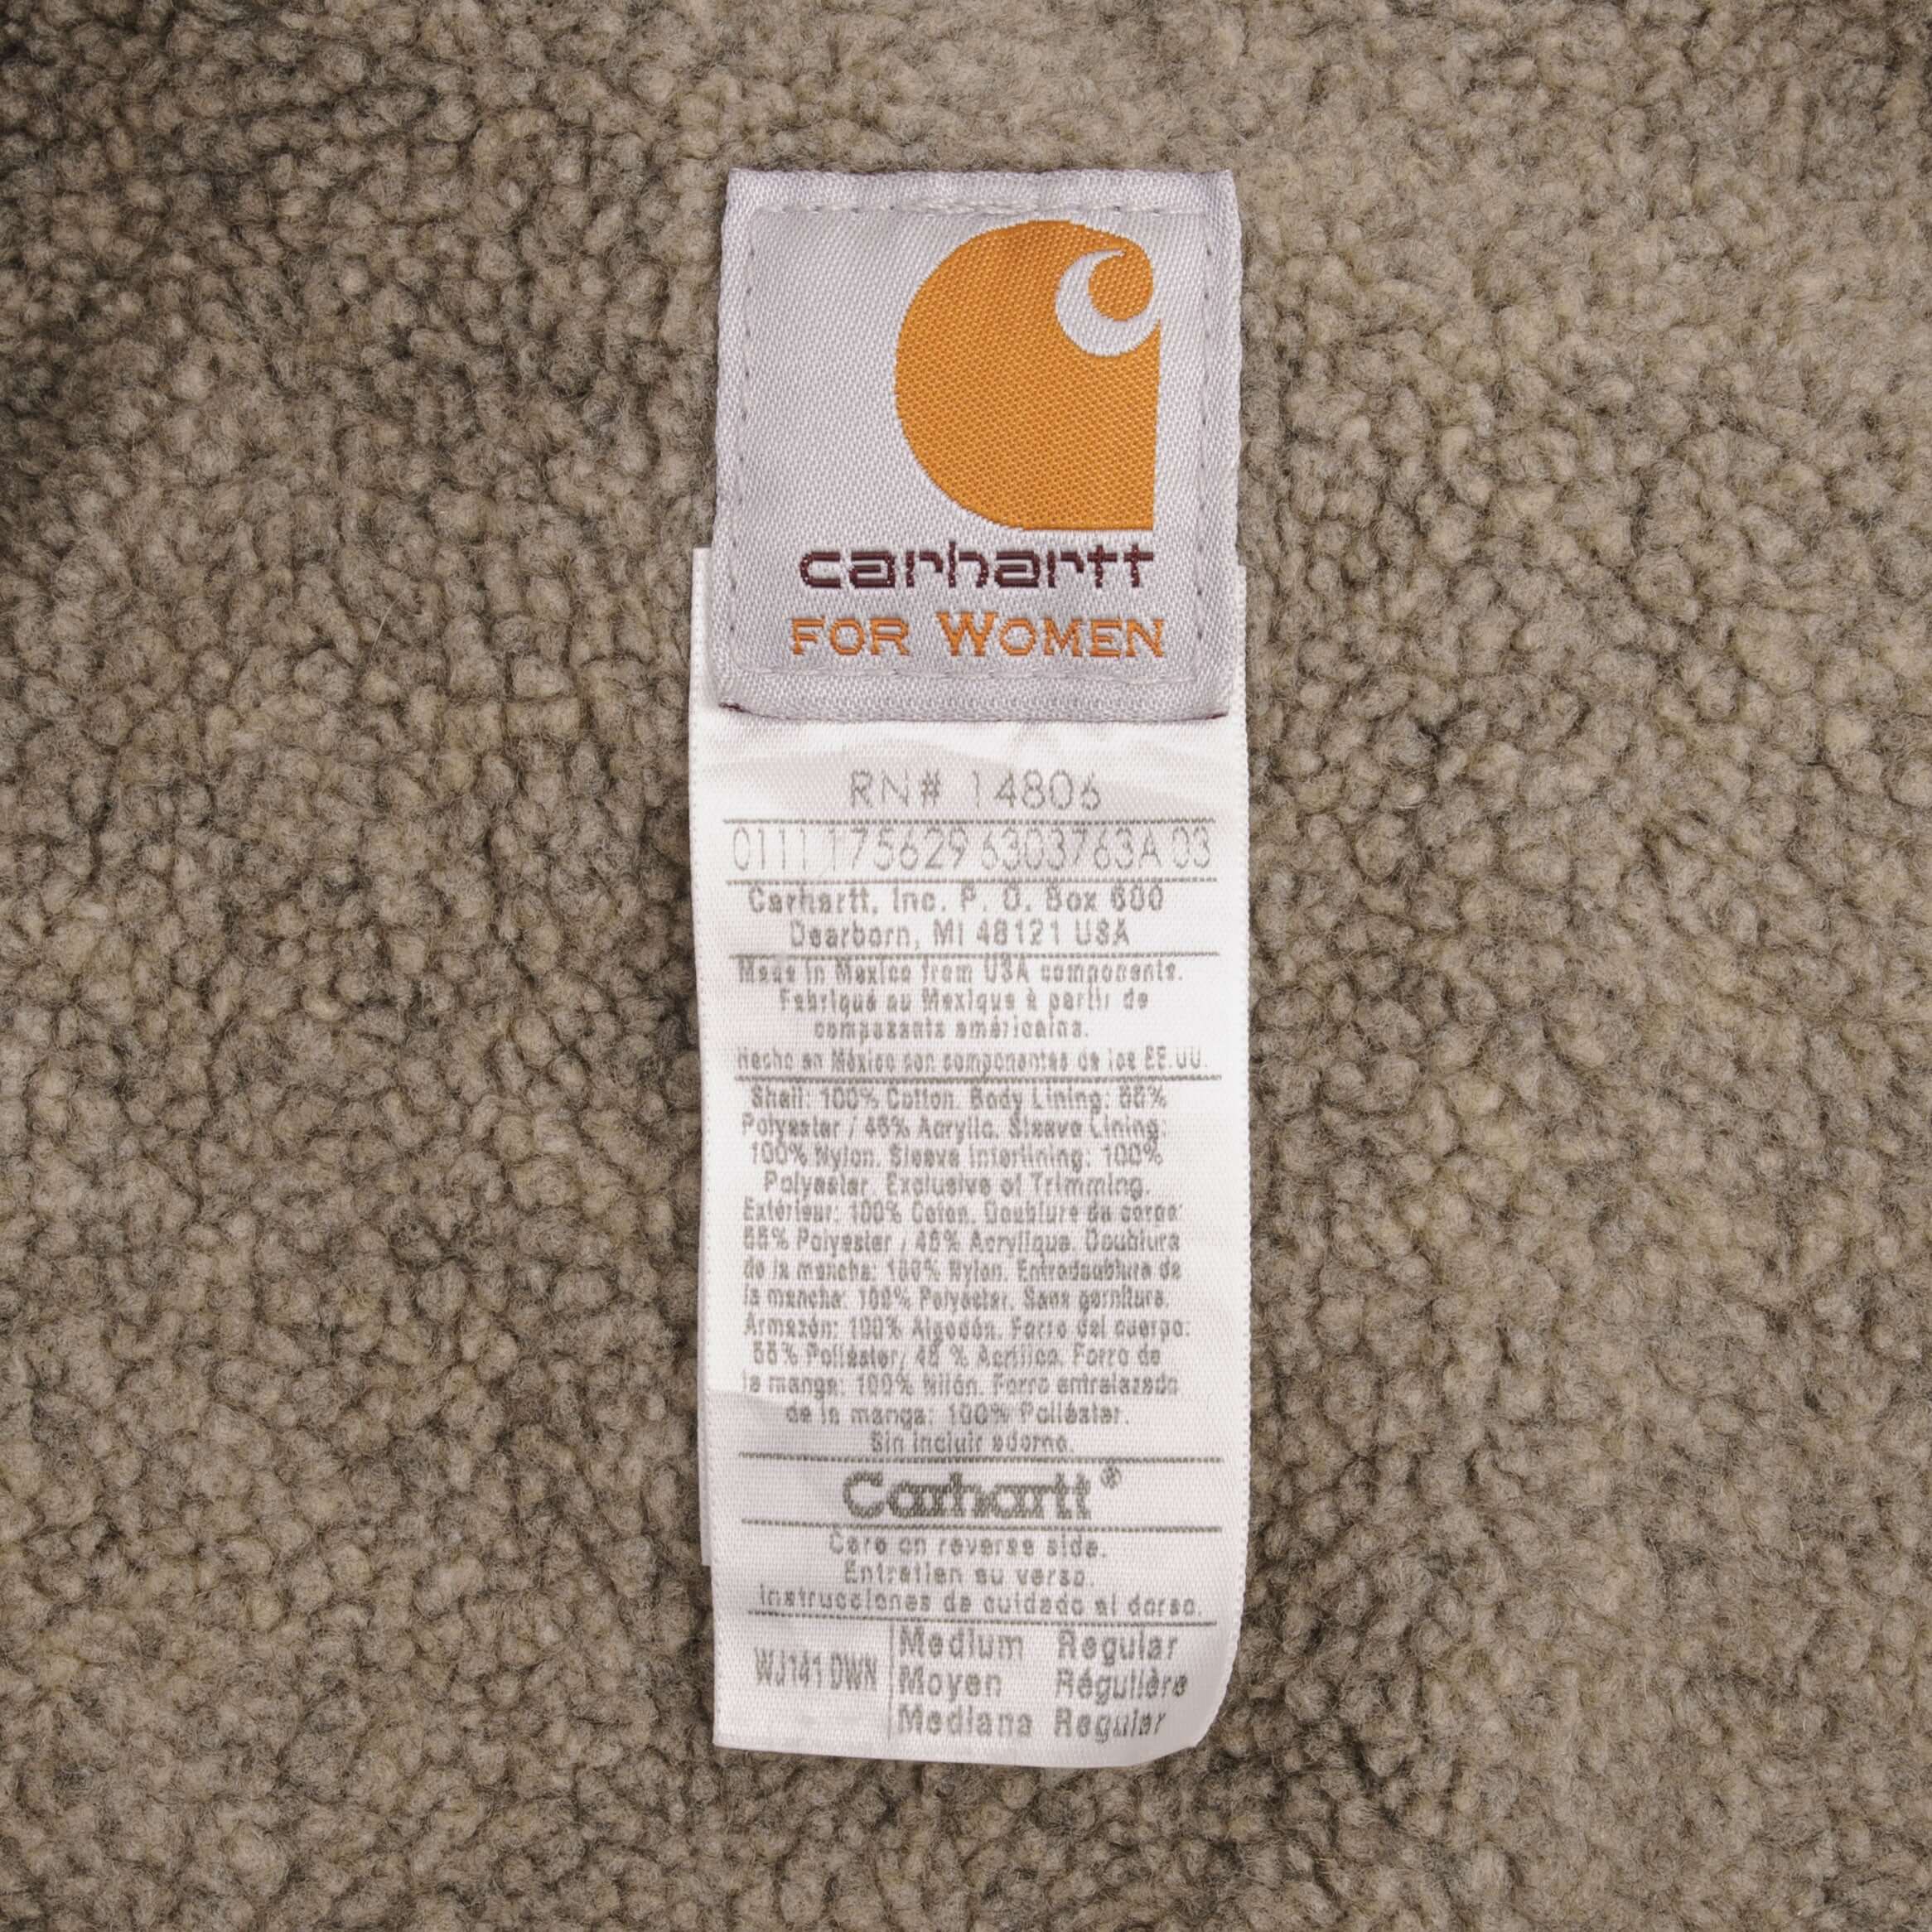 carhartt
FOR WOMEN
RN# 14806
0111 175629 6303763A 03
Carhartt, Inc. P. O. Box 600
Dearborn, MI 48121 USA
Made in Mexico from USA components.
Fabriqué au Mexique à partir de
composants américains.
Hecho en México con componentes de los EE.UU.
Shell: 100% Cotton. Body Lining: 55%
Polyester / 45% Acrylic. Sleeve Lining:
100% Nylon. Sleeve Interlining: 100%
Polyester. Exclusive of Trimming.
Extérieur: 100% Coton. Doublure du corps:
55% Polyester / 45% Acrylique. Doublure
de la manche: 100% Nylon. Entredoublure de
la manche: 100% Polyester. Sans garniture.
Armazón: 100% Algodón. Forro del cuerpo:
55% Poliéster, 45 % Acrílico. Forro de
la manga: 100% Nilón. Forro entrelazado
de la manga: 100% Poliéster.
Sin incluir adorno.
Carhartt®
Care on reverse side.
Entretien au verso.
Instrucciones de cuidado al dorso.
WJ141 DWN
Medium Regular
Moyen Régulière
Mediana Regular